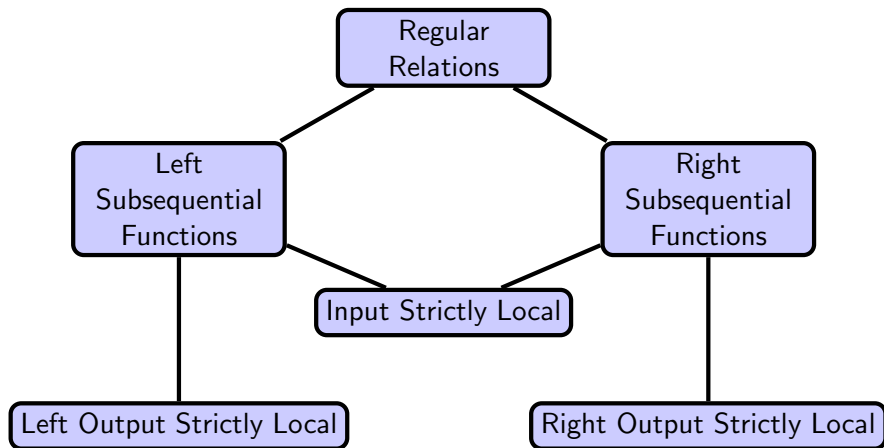 Regular
Relations
Left
Subsequential
Functions
Right
Subsequential
Functions
Input Strictly Local
Left Output Strictly Local
Right Output Strictly Local